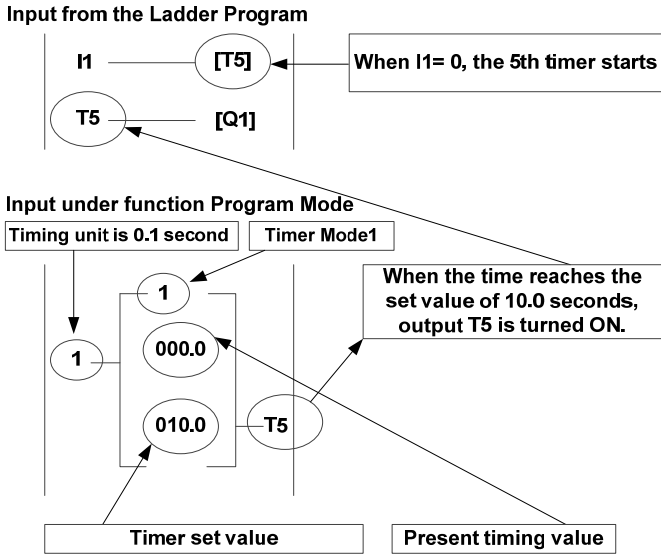 Input from the Ladder Program
I1 [T5]
When I1= 0, the 5th timer starts
T5 [Q1]
Input under function Program Mode
Timing unit is 0.1 second
Timer Mode1
1
When the time reaches the
set value of 10.0 seconds,
output T5 is turned ON.
1
000.0
010.0
T5
Timer set value
Present timing value